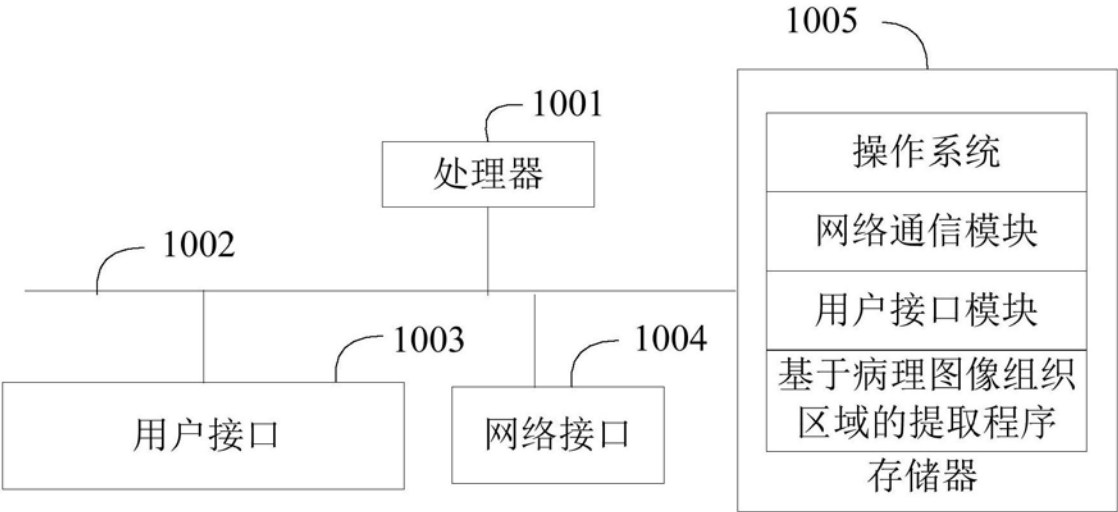 1005
1001
操作系统
处理器
网络通信模块
1002
用户接口模块
1003
1004
基于病理图像组织
区域的提取程序
用户接口
网络接口
存储器